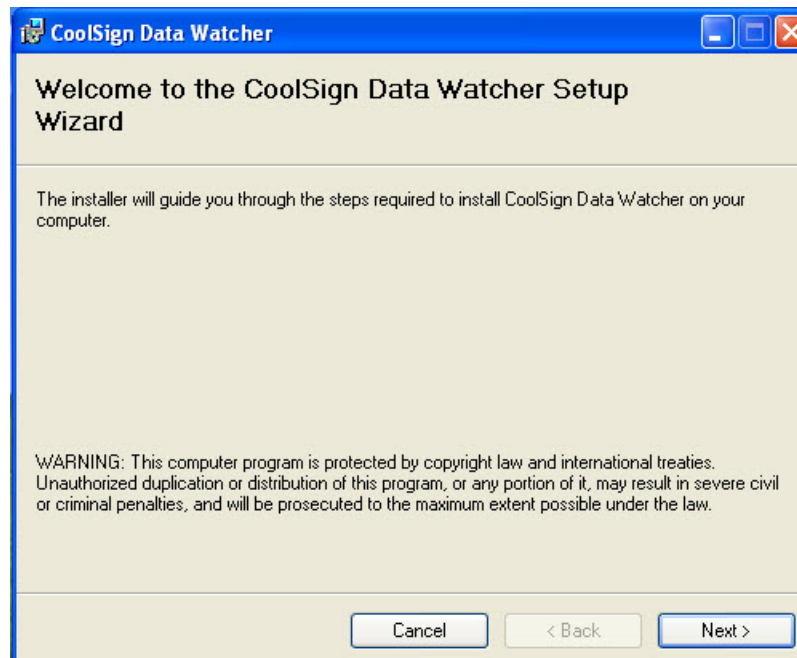 CoolSign Data Watcher
Welcome to the CoolSign Data Watcher Setup
Wizard
The installer will guide you through the steps required to install CoolSign Data Watcher on your
computer.
WARNING: This computer program is protected by copyright law and international treaties.
Unauthorized duplication or distribution of this program, or any portion of it, may result in severe civil
or criminal penalties, and will be prosecuted to the maximum extent possible under the law.
Cancel < Back Next >